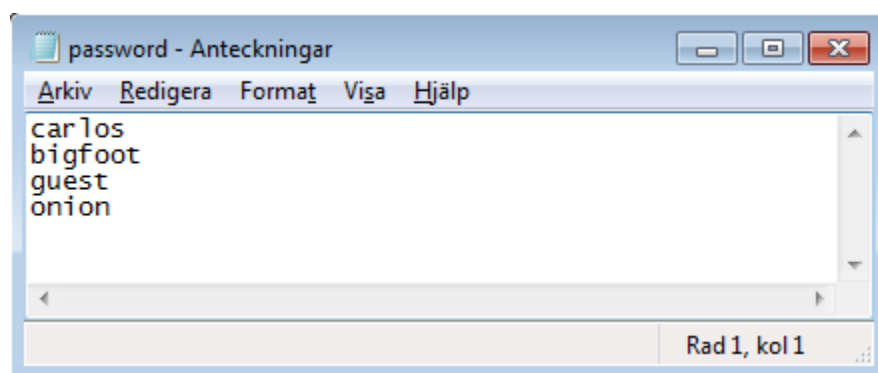 password - Anteckningar
Arkiv Redigera Format Visa Hjälp
carlos
bigfoot
guest
onion
Rad 1, kol 1